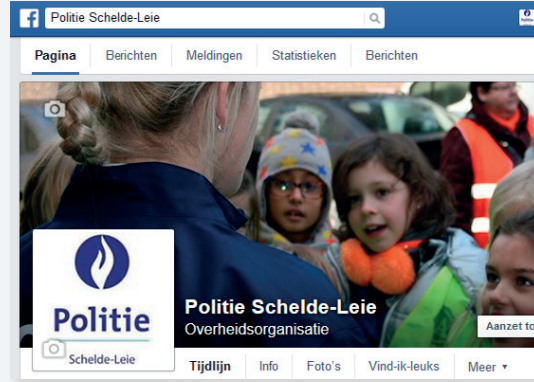 Politie Schelde-Leie
Pagina Berichten Meldingen Statistieken Berichten
Politie
Schelde-Leie
Politie Schelde-Leie
Overheidsorganisatie
Aanzet to
Tijdlijn Info Foto's Vind-ik-leuks Meer